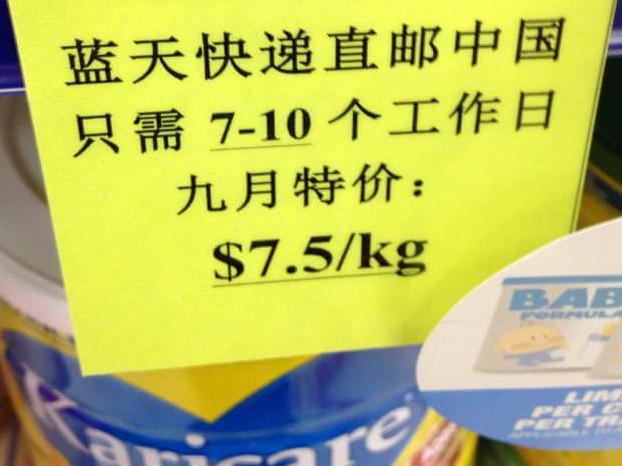 蓝天快递直邮中国
只需 7-10 个工作日
九月特价：
$7.5/kg
Karicare
BAB
FORMULA
LIM
PER C
PER TR